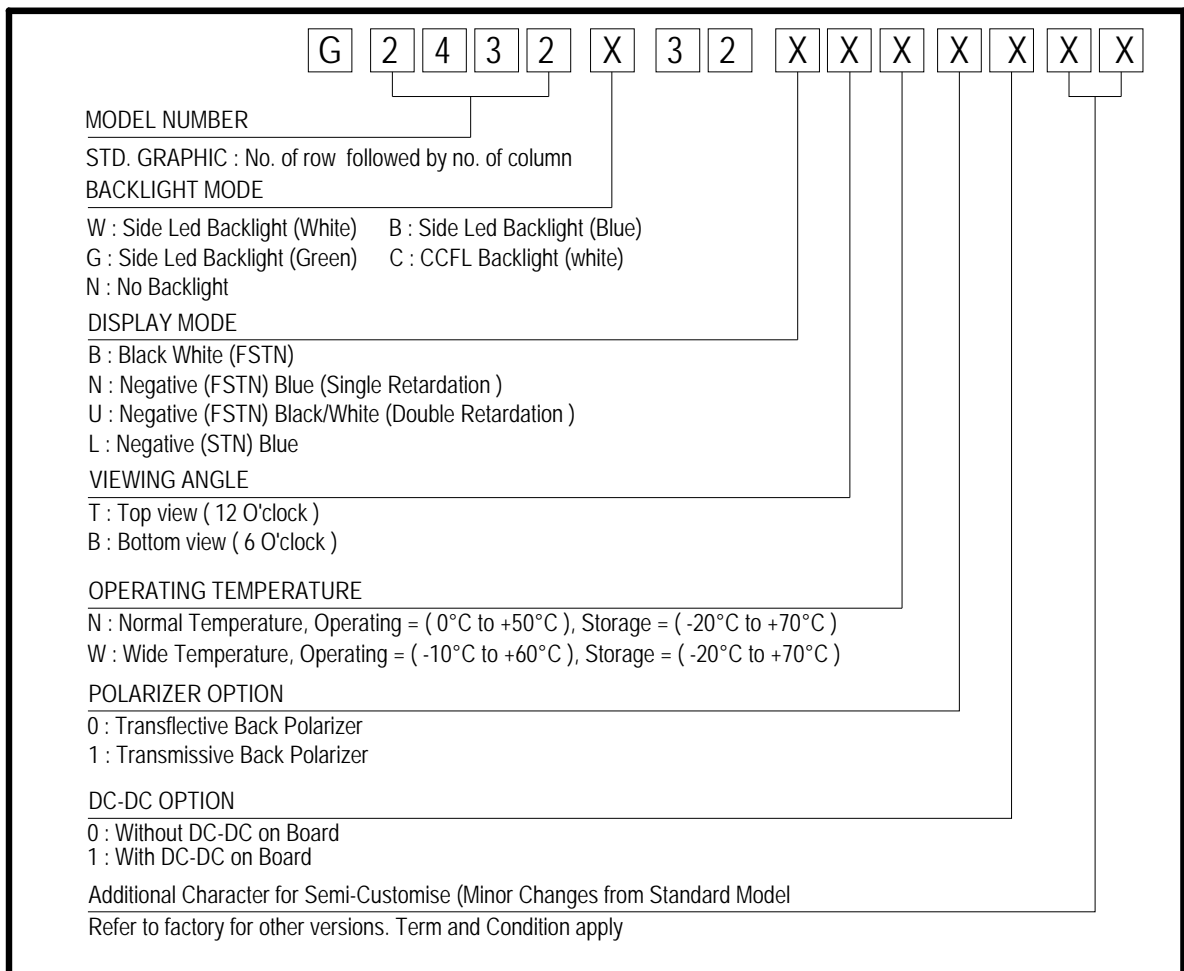 G 2 4 3 2 X 3 2 X X X X X X X
MODEL NUMBER
STD. GRAPHIC : No. of row followed by no. of column
BACKLIGHT MODE
W : Side Led Backlight (White) B : Side Led Backlight (Blue)
G : Side Led Backlight (Green) C : CCFL Backlight (white)
N : No Backlight
DISPLAY MODE
B : Black White (FSTN)
N : Negative (FSTN) Blue (Single Retardation )
U : Negative (FSTN) Black/White (Double Retardation )
L : Negative (STN) Blue
VIEWING ANGLE
T : Top view ( 12 O'clock )
B : Bottom view ( 6 O'clock )
OPERATING TEMPERATURE
N : Normal Temperature, Operating = ( 0°C to +50°C ), Storage = ( -20°C to +70°C )
W : Wide Temperature, Operating = ( -10°C to +60°C ), Storage = ( -20°C to +70°C )
POLARIZER OPTION
0 : Transflective Back Polarizer
1 : Transmissive Back Polarizer
DC-DC OPTION
0 : Without DC-DC on Board
1 : With DC-DC on Board
Additional Character for Semi-Customise (Minor Changes from Standard Model
Refer to factory for other versions. Term and Condition apply